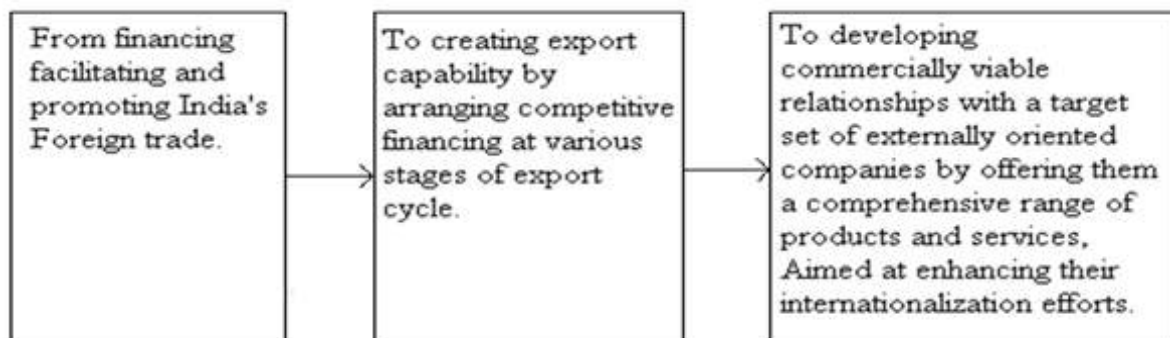 From financing
facilitating and
promoting India's
Foreign trade.
To creating export
capability by
arranging competitive
financing at various
stages of export
cycle.
To developing
commercially viable
relationships with a target
set of externally oriented
companies by offering them
a comprehensive range of
products and services,
Aimed at enhancing their
internationalization efforts.